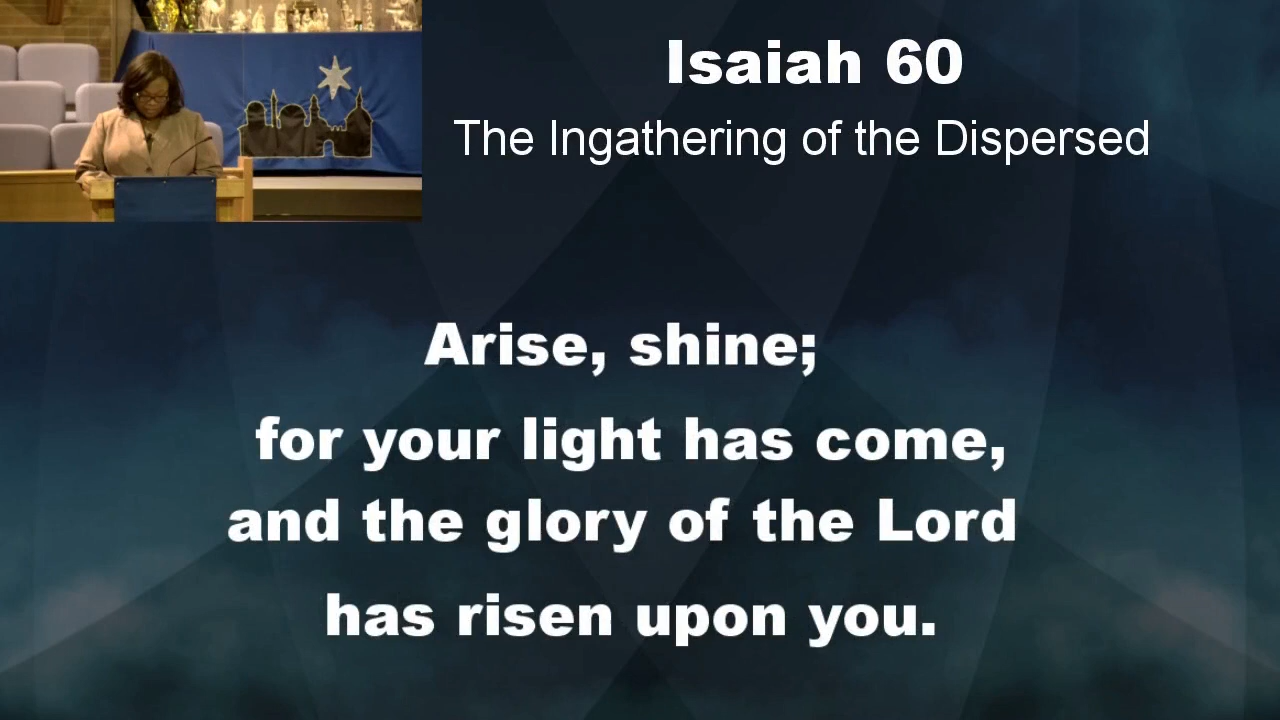 Isaiah 60
The Ingathering of the Dispersed
Arise, shine;
for your light has come,
and the glory of the Lord
has risen upon you.